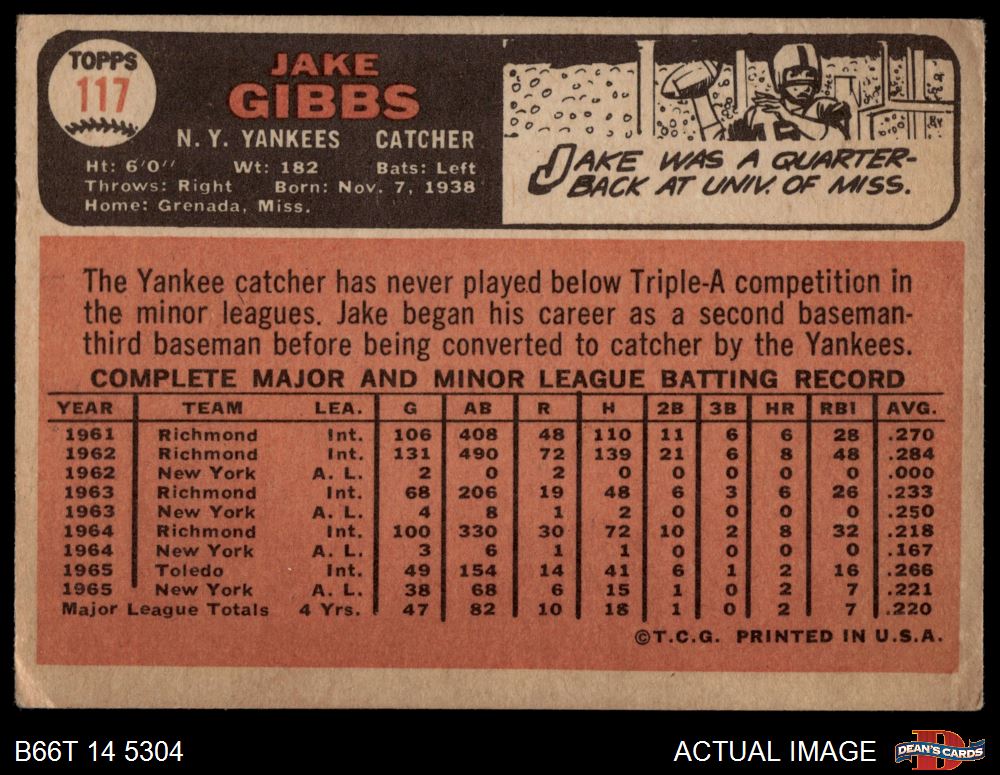 TOPPS
117
JAKE
GIBBS
N. Y. YANKEES CATCHER
Ht: 6'0" Wt: 182 Bats: Left
Throws: Right Born: Nov. 7, 1938
Home: Grenada, Miss.
JAKE WAS A QUARTER-
BACK AT UNIV. OF MISS.
The Yankee catcher has never played below Triple-A competition in
the minor leagues. Jake began his career as a second baseman-
third baseman before being converted to catcher by the Yankees.
COMPLETE MAJOR AND MINOR LEAGUE BATTING RECORD
YEAR TEAM LEA. G AB R H 2B 3B HR RBI AVG.
1961 Richmond Int. 106 408 48 110 11 6 6 28 .270
1962 Richmond Int. 131 490 72 139 21 6 8 48 .284
1962 New York A. L. 2 0 2 0 0 0 0 0 .000
1963 Richmond Int. 68 206 19 48 6 3 6 26 .233
1963 New York A. L. 4 8 1 2 0 0 0 0 .250
1964 Richmond Int. 100 330 30 72 10 2 8 32 .218
1964 New York A. L. 3 6 1 1 0 0 0 0 .167
1965 Toledo Int. 49 154 14 41 6 1 2 16 .266
1965 New York A. L. 38 68 6 15 1 0 2 7 .221
Major League Totals 4 Yrs. 47 82 10 18 1 0 2 7 .220
©T.C.G. PRINTED IN U.S.A.
B66T 14 5304
ACTUAL IMAGE
DEAN'S CARDS